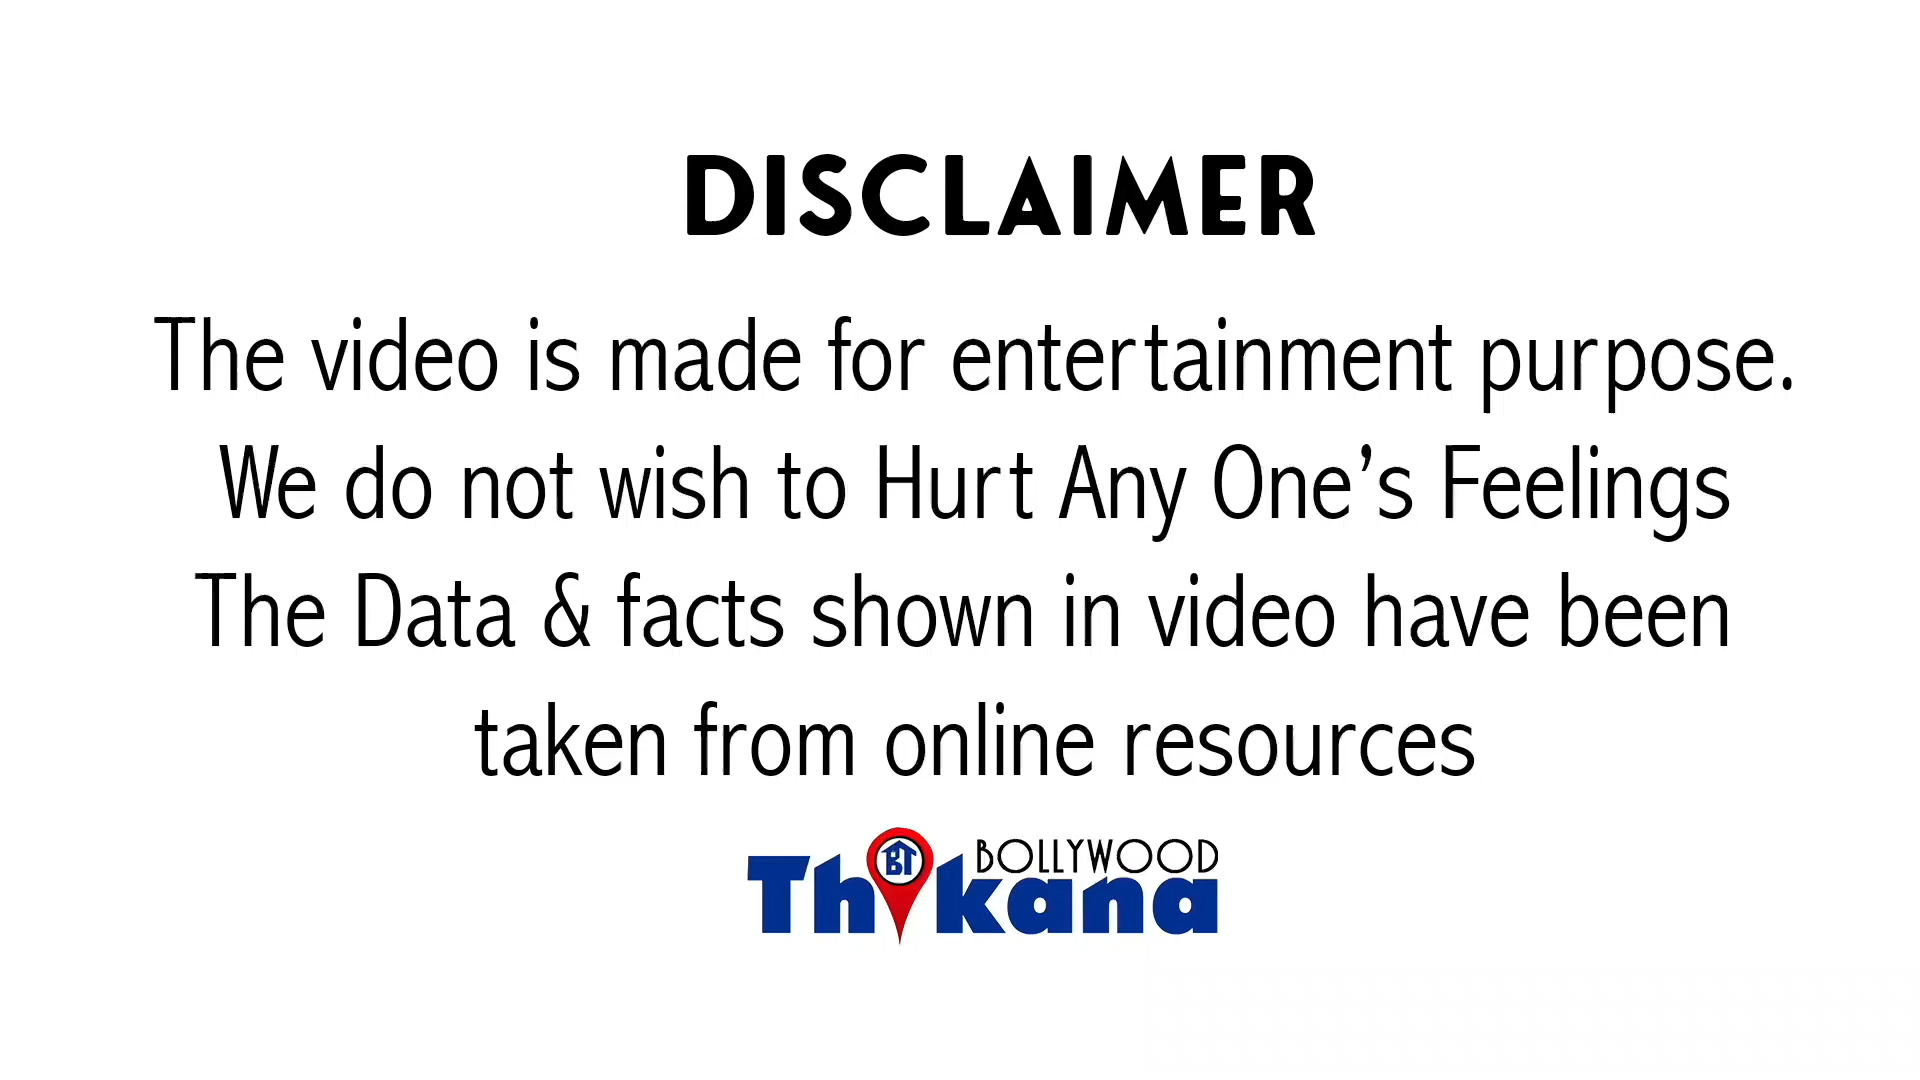 DISCLAIMER
The video is made for entertainment purpose.
We do not wish to Hurt Any One’s Feelings
The Data & facts shown in video have been
taken from online resources
BT
BOLLYWOOD
Thikana